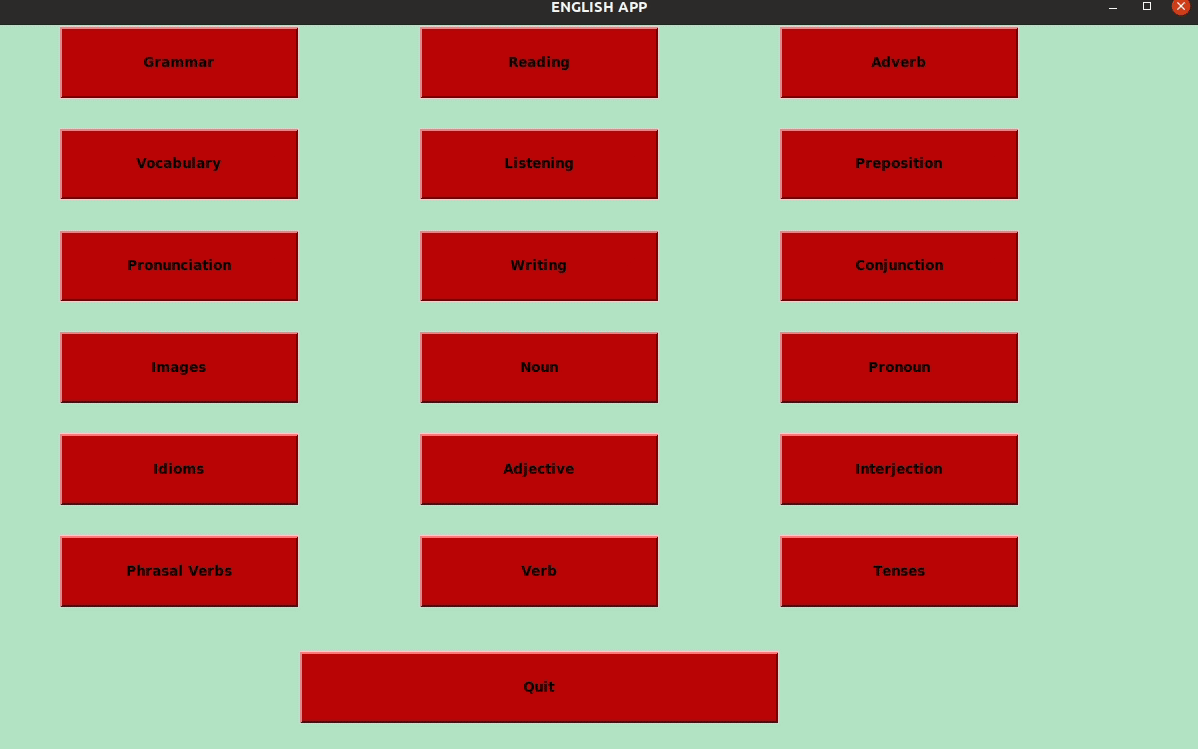 ENGLISH APP
Grammar
Reading
Adverb
Vocabulary
Listening
Preposition
Pronunciation
Writing
Conjunction
Images
Noun
Pronoun
Idioms
Adjective
Interjection
Phrasal Verbs
Verb
Tenses
Quit